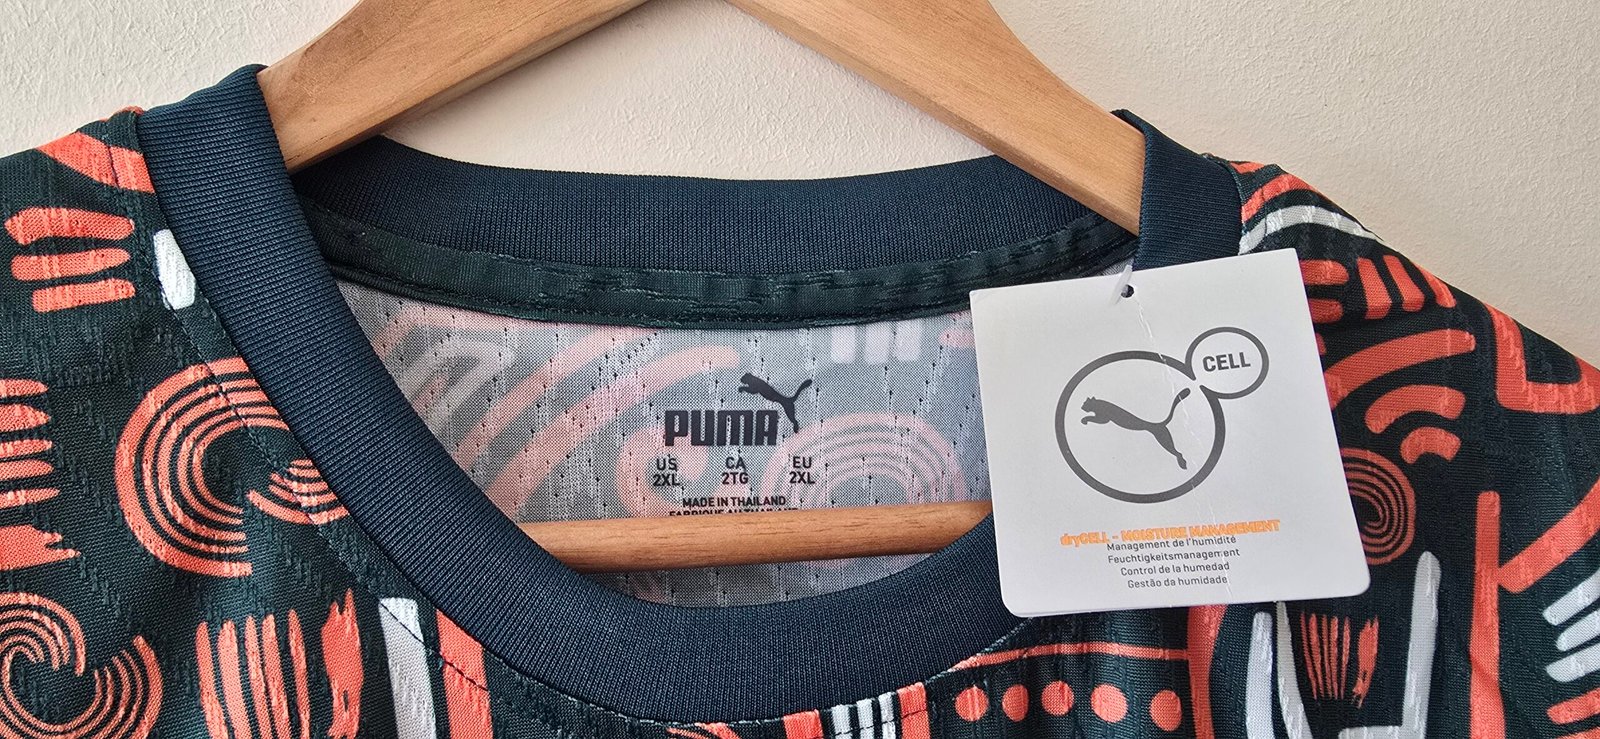 PUMA
US CA EU
2XL 2TG 2XL
MADE IN THAILAND
CELL
dryCELL - MOISTURE MANAGEMENT
Management de l'humidité
Feuchtigkeitsmanagement
Control de la humedad
Gestão da humidade